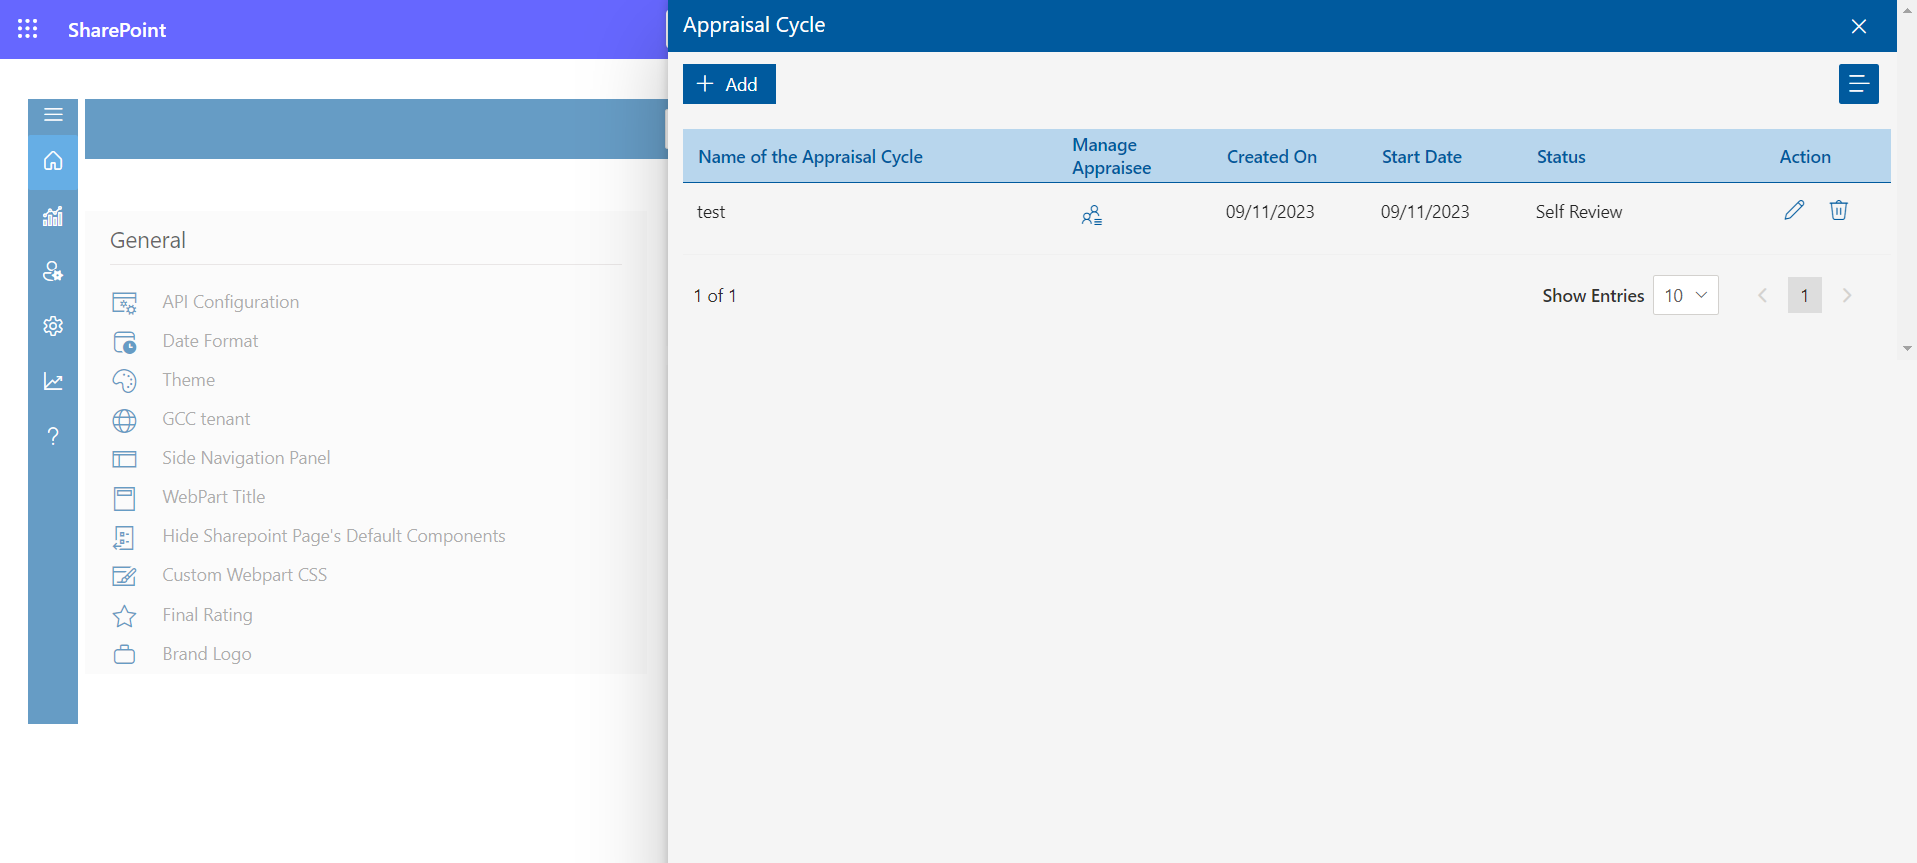 SharePoint
General
API Configuration
Date Format
Theme
GCC tenant
Side Navigation Panel
WebPart Title
Hide Sharepoint Page's Default Components
Custom Webpart CSS
Final Rating
Brand Logo
Appraisal Cycle
Add
Name of the Appraisal Cycle
Manage
Appraisee
Created On
Start Date
Status
Action
test
09/11/2023
09/11/2023
Self Review
1 of 1
Show Entries
10
1